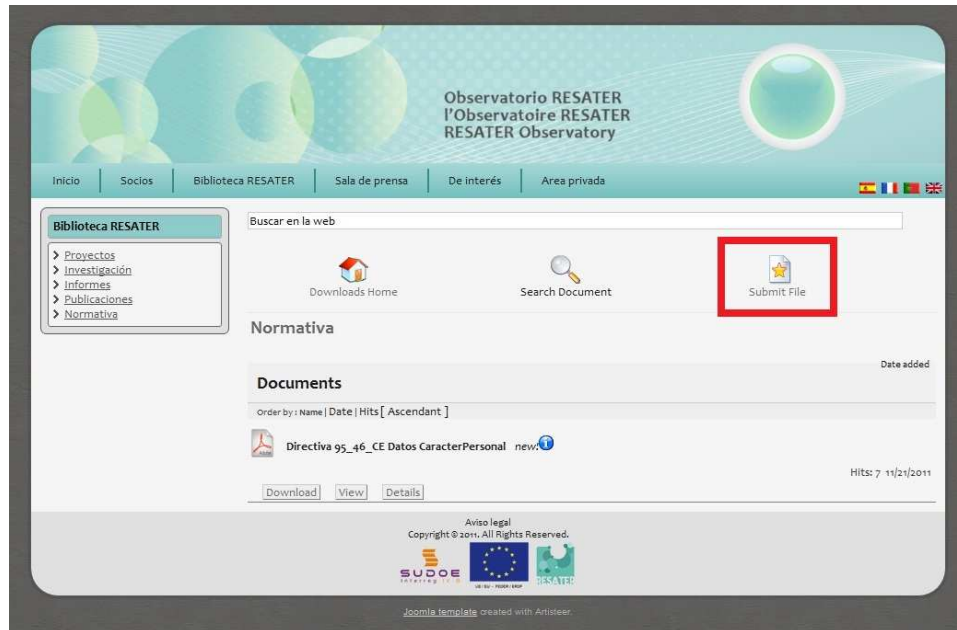 Observatorio RESATER
l'Observatoire RESATER
RESATER Observatory
Inicio Socios Biblioteca RESATER Sala de prensa De interés Area privada
Biblioteca RESATER
Proyectos
Investigación
Informes
Publicaciones
Normativa
Buscar en la web
Downloads Home Search Document Submit File
Normativa
Date added
Documents
Order by : Name | Date | Hits [ Ascendant ]
Directiva 95_46_CE Datos CaracterPersonal new!
Hits: 7 11/21/2011
Download View Details
Aviso legal
Copyright © 2011. All Rights Reserved.
SUDOE
RESATER
Joomla template created with Artisteer.